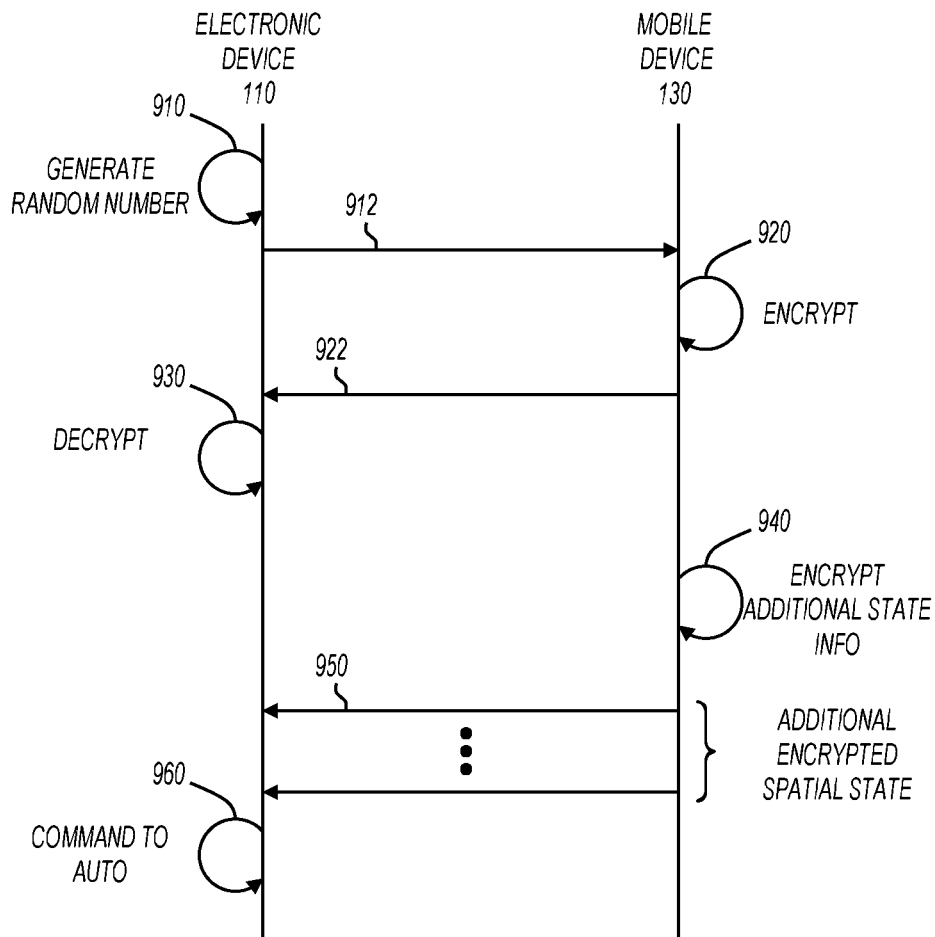 ELECTRONIC
DEVICE
110
MOBILE
DEVICE
130
910
GENERATE
RANDOM NUMBER
912
920
ENCRYPT
922
930
DECRYPT
940
ENCRYPT
ADDITIONAL STATE
INFO
950
ADDITIONAL
ENCRYPTED
SPATIAL STATE
960
COMMAND TO
AUTO